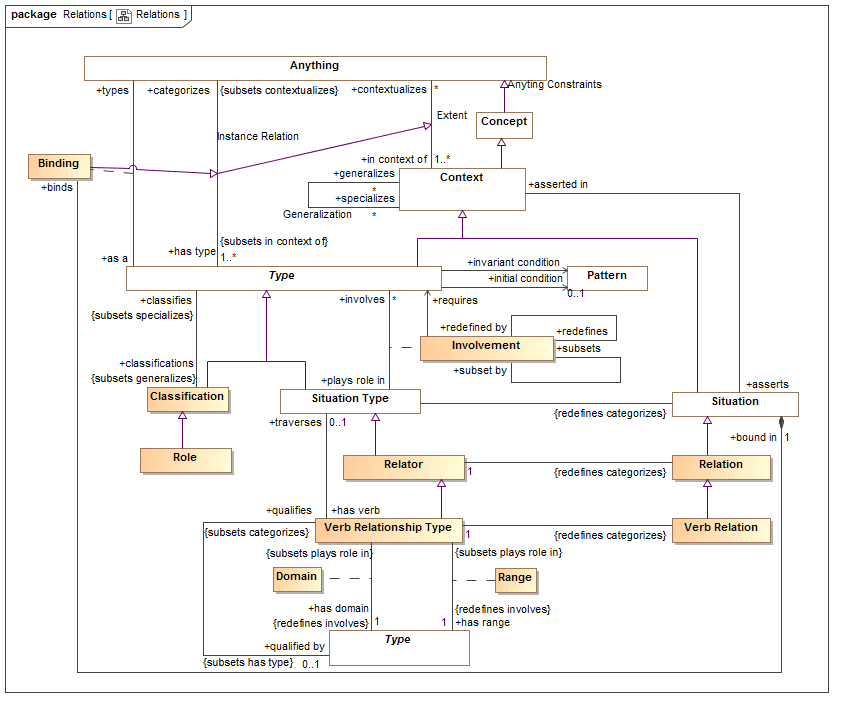 package Relations [ Relations ]
Anything
+types
+categorizes
{subsets contextualizes}
+contextualizes
*
Anyting Constraints
Extent
Concept
Instance Relation
Binding
+binds
+in context of
1..*
+generalizes
*
+specializes
Generalization
*
Context
+asserted in
+as a
+has type
{subsets in context of}
1..*
Type
+invariant condition
+initial condition
Pattern
0..1
+classifies
{subsets specializes}
+involves
*
+requires
+redefined by
+redefines
Involvement
+subsets
+subset by
+classifications
{subsets generalizes}
+plays role in
+asserts
Classification
Situation Type
Situation
{redefines categorizes}
+traverses
0..1
+bound in
1
Role
Relator
1
{redefines categorizes}
Relation
+qualifies
+has verb
{subsets categorizes}
Verb Relationship Type
1
{redefines categorizes}
Verb Relation
{subsets plays role in}
{subsets plays role in}
Domain
Range
+has domain
{redefines involves}
1
{redefines involves}
1
+has range
Type
+qualified by
{subsets has type}
0..1